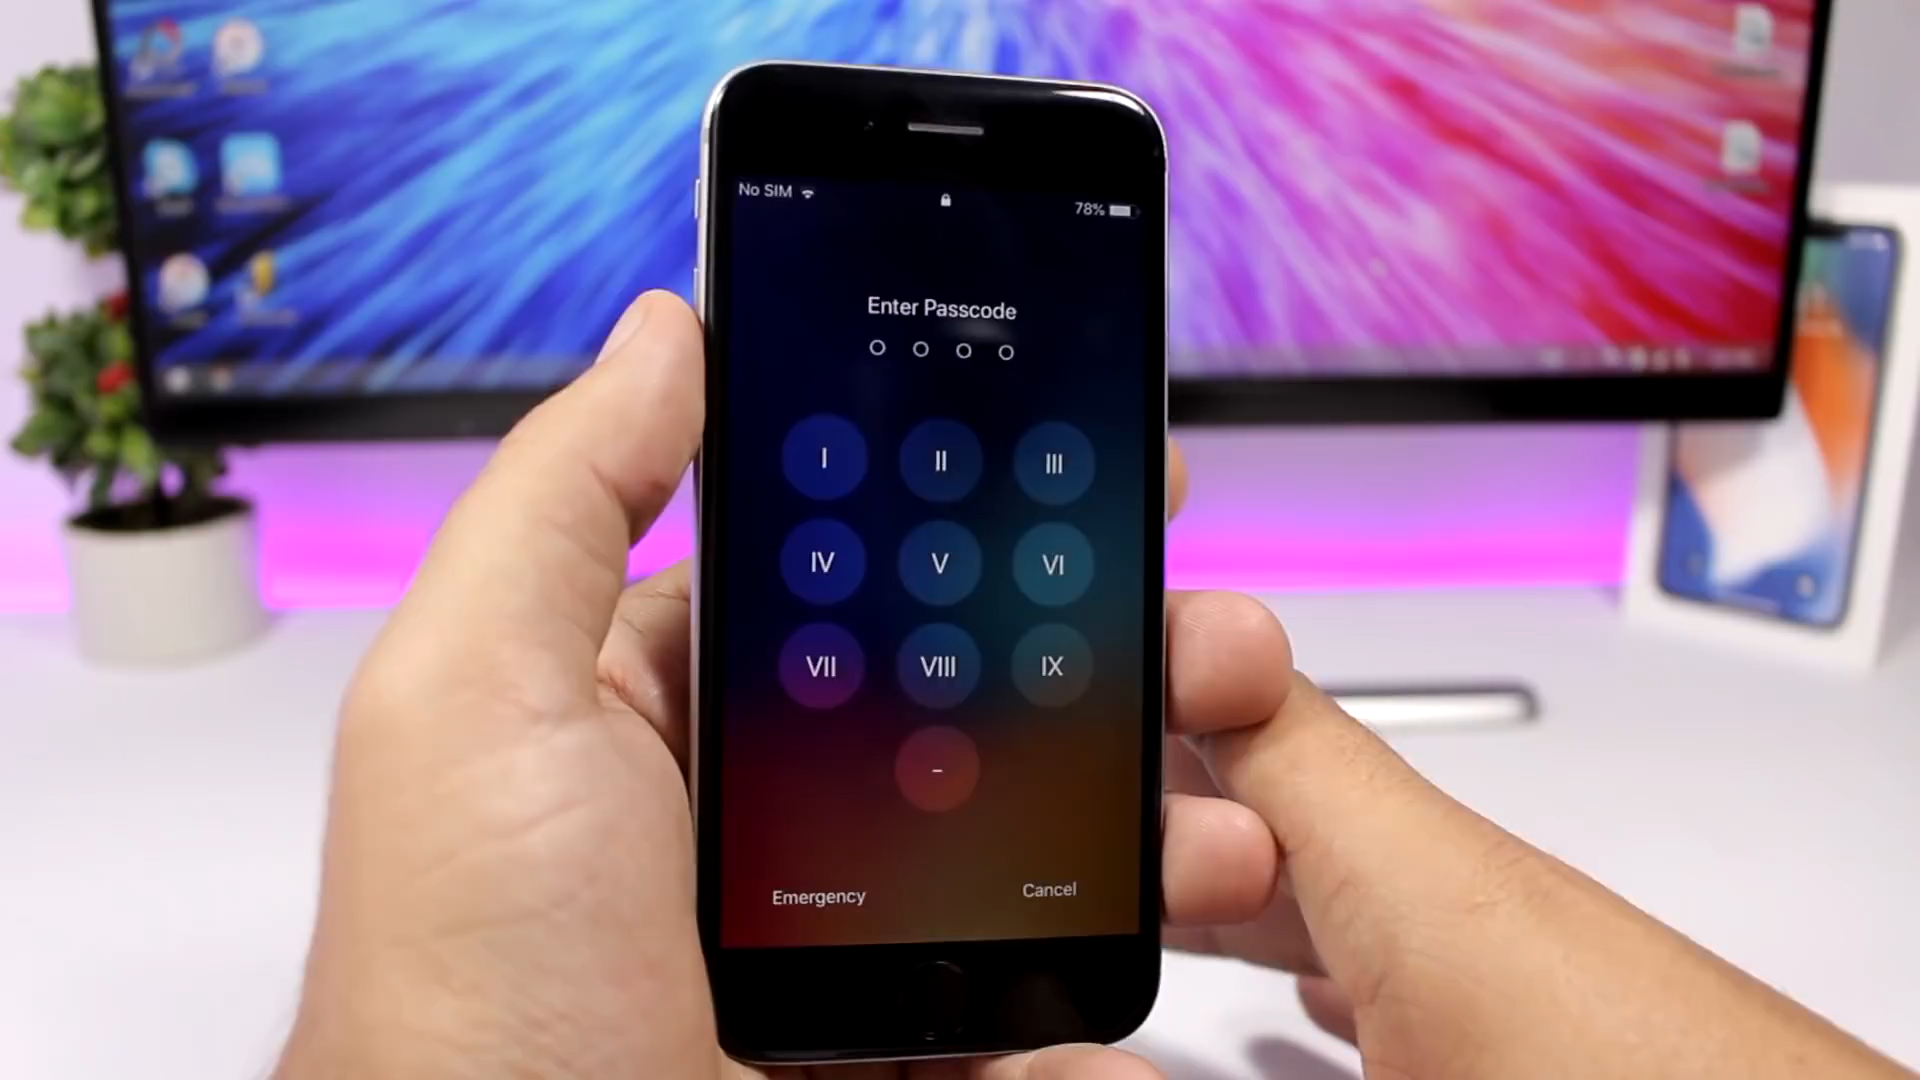 No SIM
78%
Enter Passcode
I II III
IV V VI
VII VIII IX
-
Emergency Cancel